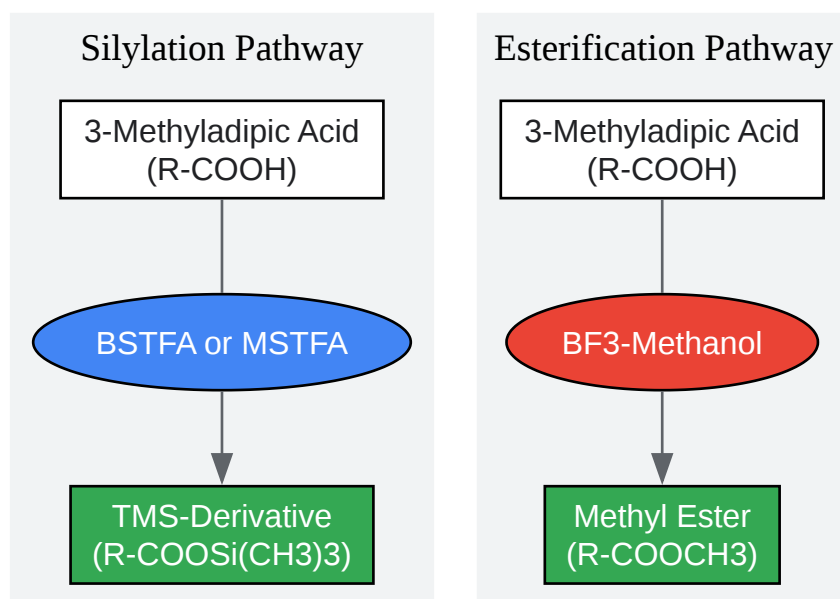 Silylation Pathway
3-Methyladipic Acid
(R-COOH)
BSTFA or MSTFA
TMS-Derivative
(R-COOSi(CH3)3)
Esterification Pathway
3-Methyladipic Acid
(R-COOH)
BF3-Methanol
Methyl Ester
(R-COOCH3)